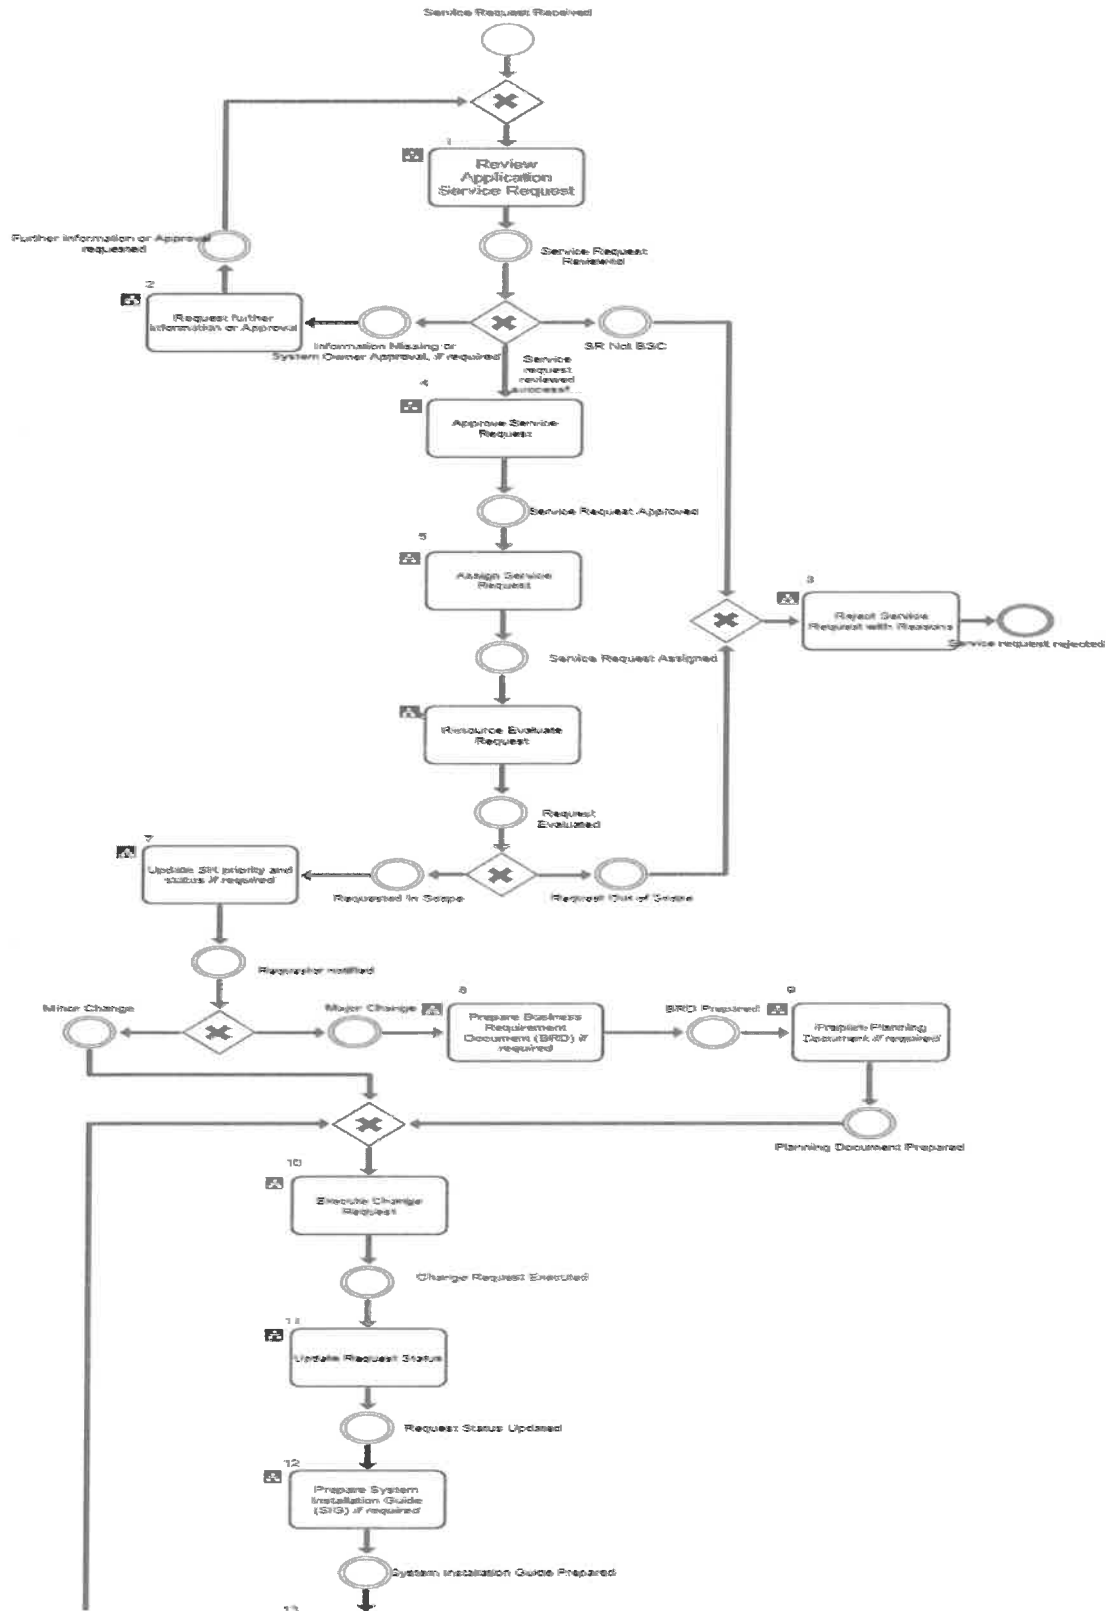 Service Request Received
1
Review
Application
Service Request
Further Information or Approval
requested
Service Request
Reviewed
2
Request further
Information or Approval
Information Missing or
System Owner Approval, if required
SR Not BSC
Service
request
reviewed
successf...
4
Approve Service
Request
Service Request Approved
5
Assign Service
Request
3
Reject Service
Request with Reasons
Service request rejected
Service Request Assigned
Resource Evaluate
Request
Request
Evaluated
7
Update SR priority and
status if required
Requested In Scope
Request Out of Scope
Requestor notified
Minor Change
Major Change
8
Prepare Business
Requirement
Document (BRD) if
required
BRD Prepared
9
Prepare Planning
Document if required
Planning Document Prepared
10
Execute Change
Request
Change Request Executed
11
Update Request Status
Request Status Updated
12
Prepare System
Installation Guide
(SIG) if required
System Installation Guide Prepared
13